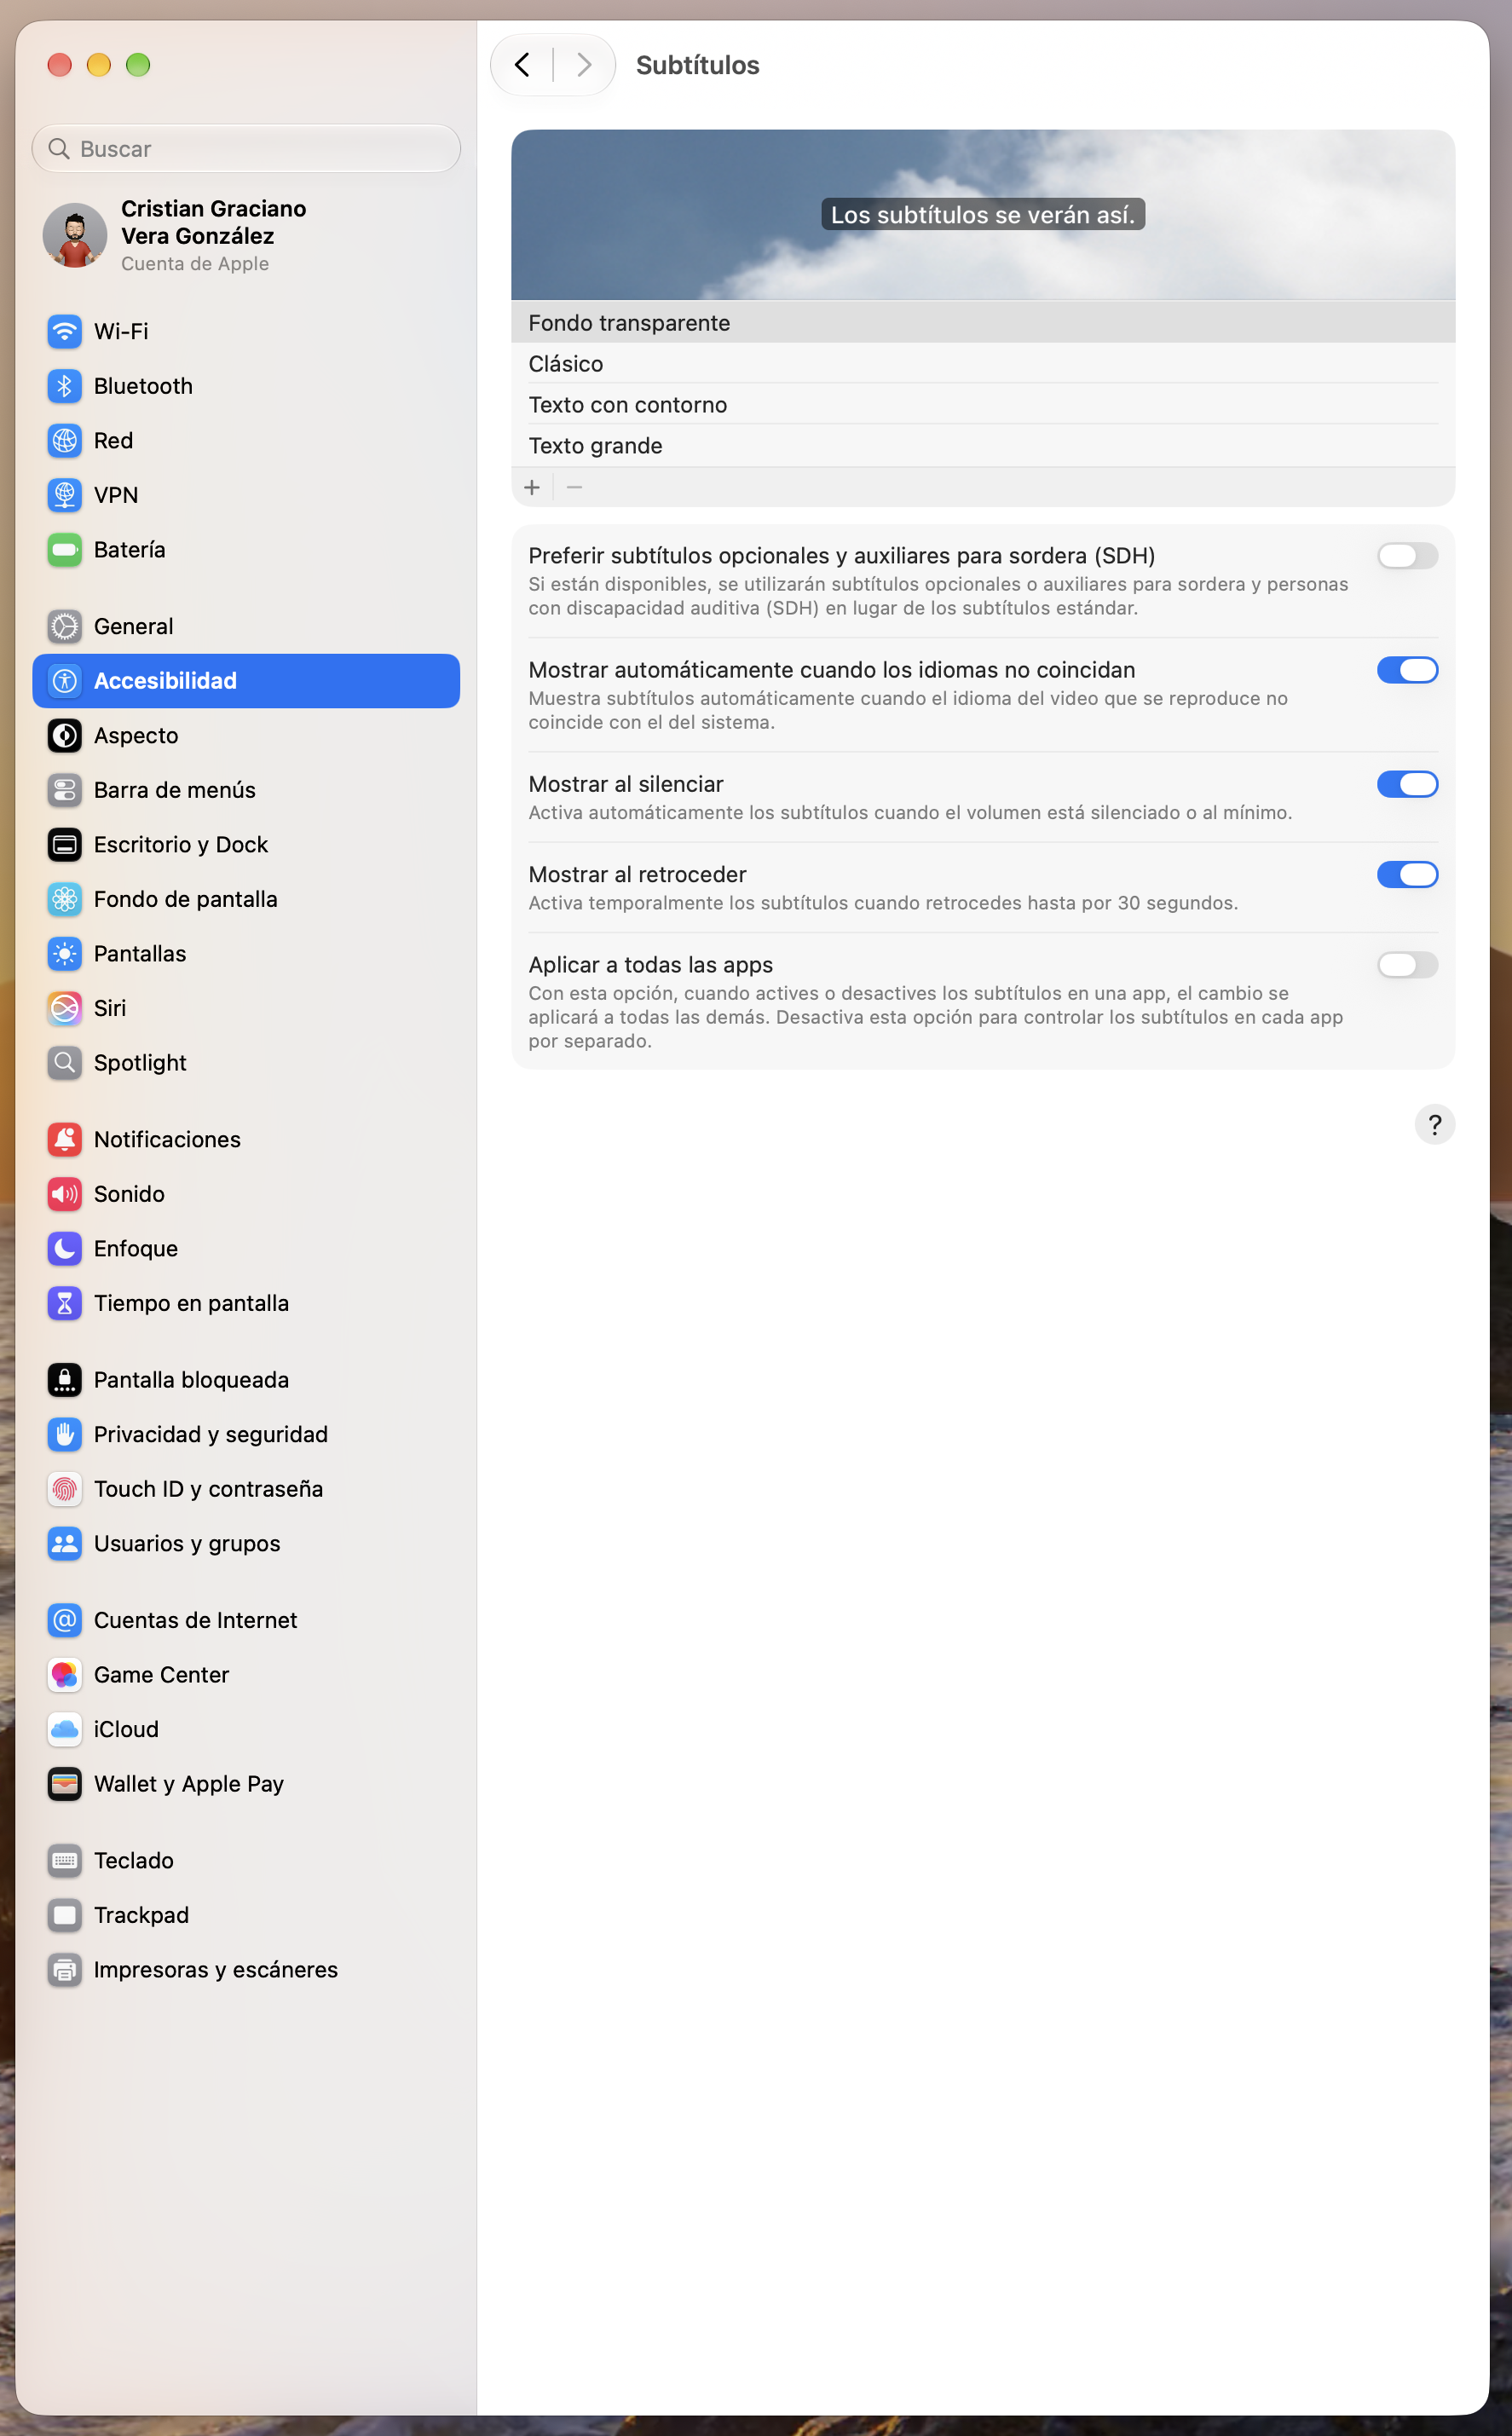 Buscar
Cristian Graciano
Vera González
Cuenta de Apple
Wi-Fi
Bluetooth
Red
VPN
Batería
General
Accesibilidad
Aspecto
Barra de menús
Escritorio y Dock
Fondo de pantalla
Pantallas
Siri
Spotlight
Notificaciones
Sonido
Enfoque
Tiempo en pantalla
Pantalla bloqueada
Privacidad y seguridad
Touch ID y contraseña
Usuarios y grupos
Cuentas de Internet
Game Center
iCloud
Wallet y Apple Pay
Teclado
Trackpad
Impresoras y escáneres
Subtítulos
Los subtítulos se verán así.
Fondo transparente
Clásico
Texto con contorno
Texto grande
+ −
Preferir subtítulos opcionales y auxiliares para sordera (SDH)
Si están disponibles, se utilizarán subtítulos opcionales o auxiliares para sordera y personas
con discapacidad auditiva (SDH) en lugar de los subtítulos estándar.
Mostrar automáticamente cuando los idiomas no coincidan
Muestra subtítulos automáticamente cuando el idioma del video que se reproduce no
coincide con el del sistema.
Mostrar al silenciar
Activa automáticamente los subtítulos cuando el volumen está silenciado o al mínimo.
Mostrar al retroceder
Activa temporalmente los subtítulos cuando retrocedes hasta por 30 segundos.
Aplicar a todas las apps
Con esta opción, cuando actives o desactives los subtítulos en una app, el cambio se
aplicará a todas las demás. Desactiva esta opción para controlar los subtítulos en cada app
por separado.
?